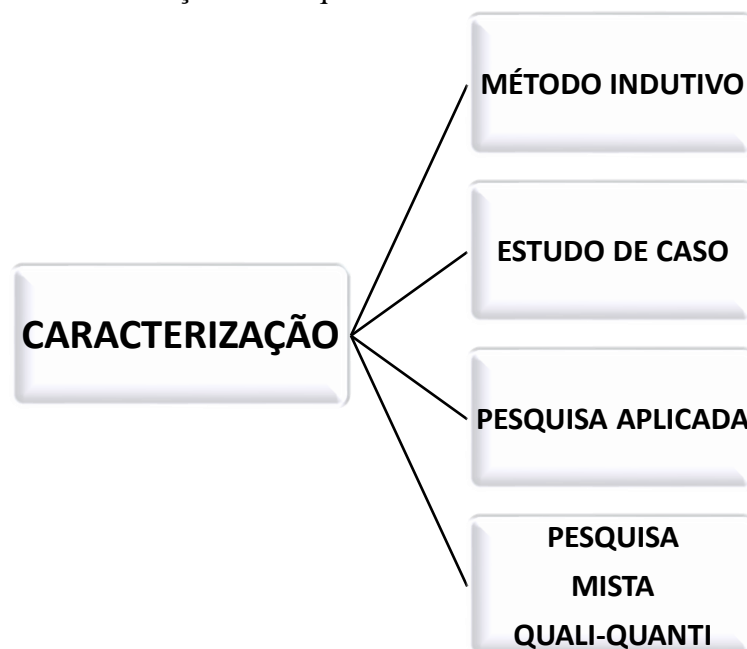 CARACTERIZAÇÃO
MÉTODO INDUTIVO
ESTUDO DE CASO
PESQUISA APLICADA
PESQUISA
MISTA
QUALI-QUANTI